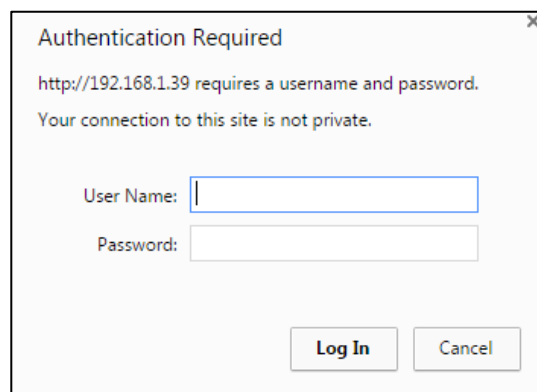 Authentication Required
http://192.168.1.39 requires a username and password.
Your connection to this site is not private.
User Name:
Password:
Log In Cancel